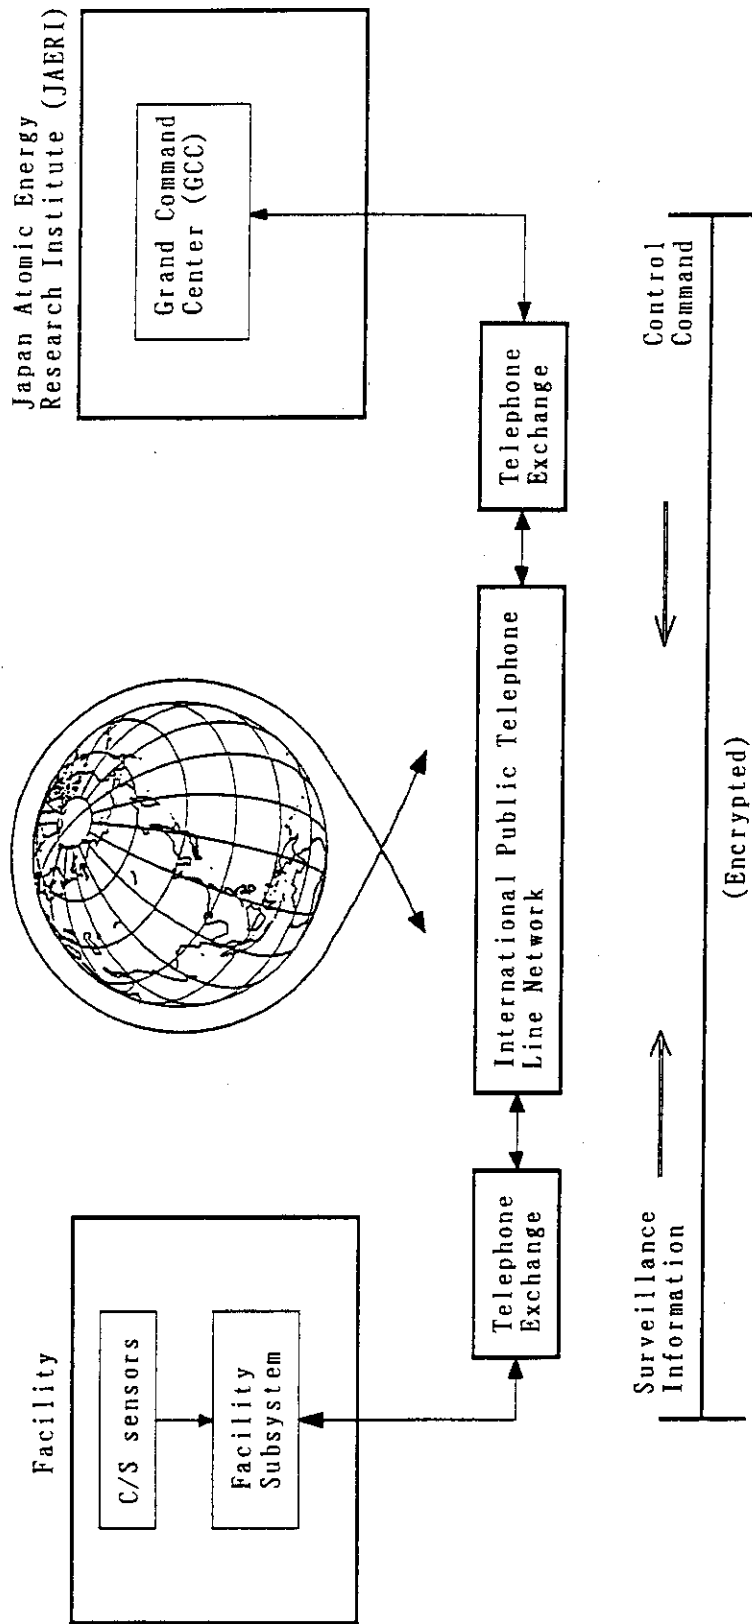 Facility
C/S sensors
Facility
Subsystem
Japan Atomic Energy
Research Institute (JAERI)
Grand Command
Center (GCC)
Telephone
Exchange
International Public Telephone
Line Network
Telephone
Exchange
Surveillance
Information
Control
Command
(Encrypted)